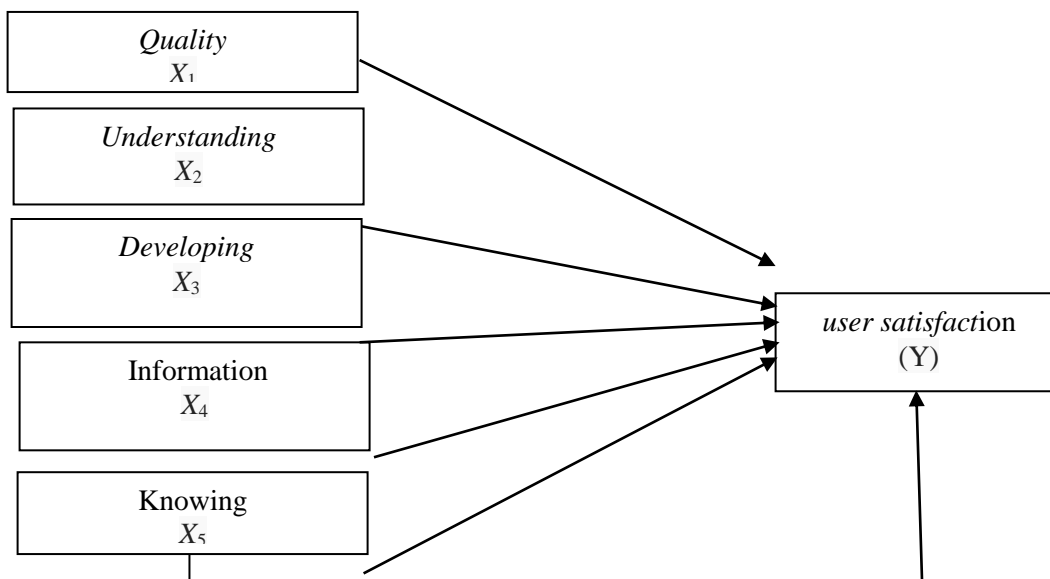 Quality
X₁
Understanding
X₂
Developing
X₃
Information
X₄
Knowing
X₅
user satisfaction
(Y)